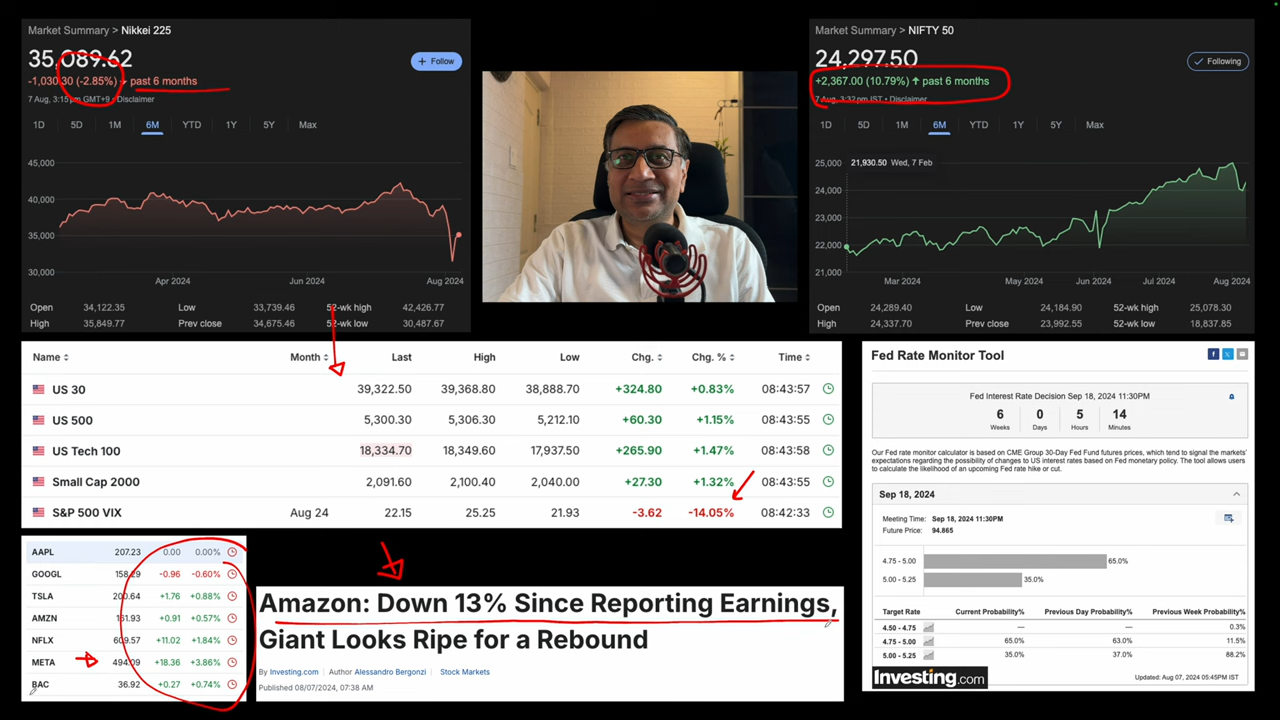 Market Summary > Nikkei 225
35,089.62
+ Follow
-1,030.30 (-2.85%) ↓ past 6 months
7 Aug, 3:15 pm GMT+9 • Disclaimer
1D 5D 1M 6M YTD 1Y 5Y Max
45,000
40,000
35,000
30,000
Apr 2024 Jun 2024 Aug 2024
Open 34,122.35 Low 33,739.46 52-wk high 42,426.77
High 35,849.77 Prev close 34,675.46 52-wk low 30,487.67
Market Summary > NIFTY 50
24,297.50
✓ Following
+2,367.00 (10.79%) ↑ past 6 months
7 Aug, 3:32 pm IST • Disclaimer
1D 5D 1M 6M YTD 1Y 5Y Max
25,000
21,930.50 Wed, 7 Feb
24,000
23,000
22,000
21,000
Mar 2024 May 2024 Jun 2024 Jul 2024 Aug 2024
Open 24,289.40 Low 24,184.90 52-wk high 25,078.30
High 24,337.70 Prev close 23,992.55 52-wk low 18,837.85
Name Month Last High Low Chg. Chg. % Time
US 30 39,322.50 39,368.80 38,888.70 +324.80 +0.83% 08:43:57
US 500 5,300.30 5,306.30 5,212.10 +60.30 +1.15% 08:43:55
US Tech 100 18,334.70 18,349.60 17,937.50 +265.90 +1.47% 08:43:58
Small Cap 2000 2,091.60 2,100.40 2,040.00 +27.30 +1.32% 08:43:55
S&P 500 VIX Aug 24 22.15 25.25 21.93 -3.62 -14.05% 08:42:33
AAPL 207.23 0.00 0.00%
GOOGL 158.29 -0.96 -0.60%
TSLA 200.64 +1.76 +0.88%
AMZN 161.93 +0.91 +0.57%
NFLX 609.57 +11.02 +1.84%
META 494.09 +18.36 +3.86%
BAC 36.92 +0.27 +0.74%
Amazon: Down 13% Since Reporting Earnings,
Giant Looks Ripe for a Rebound
By Investing.com Author Alessandro Bergonzi Stock Markets
Published 08/07/2024, 07:38 AM
Fed Rate Monitor Tool
Fed Interest Rate Decision Sep 18, 2024 11:30PM
6 0 5 14
Weeks Days Hours Minutes
Our Fed rate monitor calculator is based on CME Group 30-Day Fed Fund futures prices, which tend to signal the markets'
expectations regarding the possibility of changes to US interest rates based on Fed monetary policy. The tool allows users
to calculate the likelihood of an upcoming Fed rate hike or cut.
Sep 18, 2024
Meeting Time: Sep 18, 2024 11:30PM
Future Price: 94.865
4.75 - 5.00 65.0%
5.00 - 5.25 35.0%
Target Rate Current Probability% Previous Day Probability% Previous Week Probability%
4.50 - 4.75 — — 0.3%
4.75 - 5.00 65.0% 63.0% 11.5%
5.00 - 5.25 35.0% 37.0% 88.2%
Investing.com
Updated: Aug 07, 2024 05:45PM IST